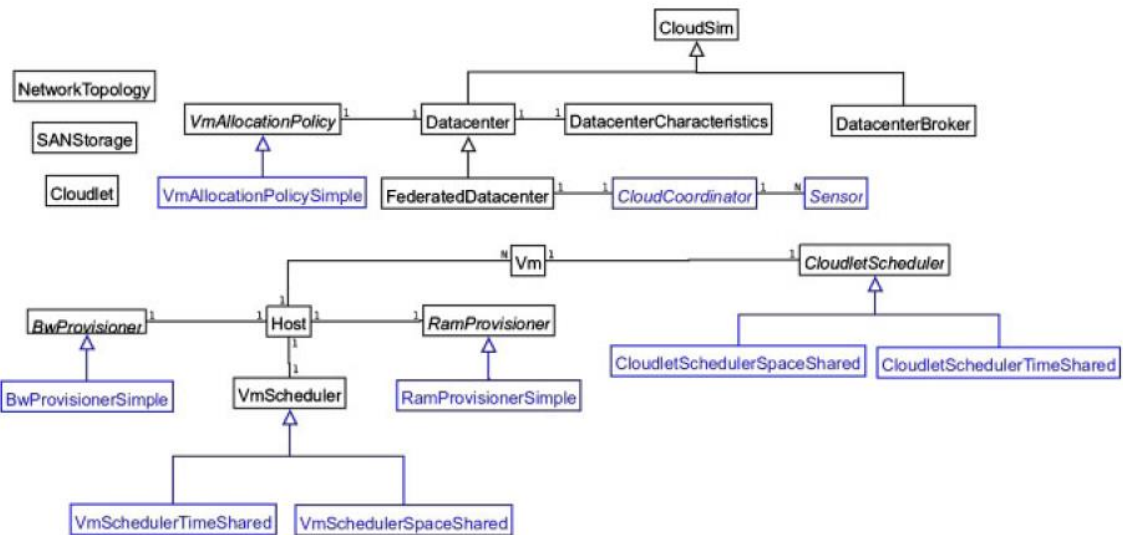 CloudSim
NetworkTopology
VmAllocationPolicy 1 1 Datacenter 1 1 DatacenterCharacteristics
DatacenterBroker
SANStorage
Cloudlet
VmAllocationPolicySimple
FederatedDatacenter 1 1 CloudCoordinator 1 N Sensor
N Vm 1 1 CloudletScheduler
1
BwProvisioner 1 1 Host 1 1 RamProvisioner
1
1
CloudletSchedulerSpaceShared
CloudletSchedulerTimeShared
BwProvisionerSimple
VmScheduler
RamProvisionerSimple
VmSchedulerTimeShared
VmSchedulerSpaceShared